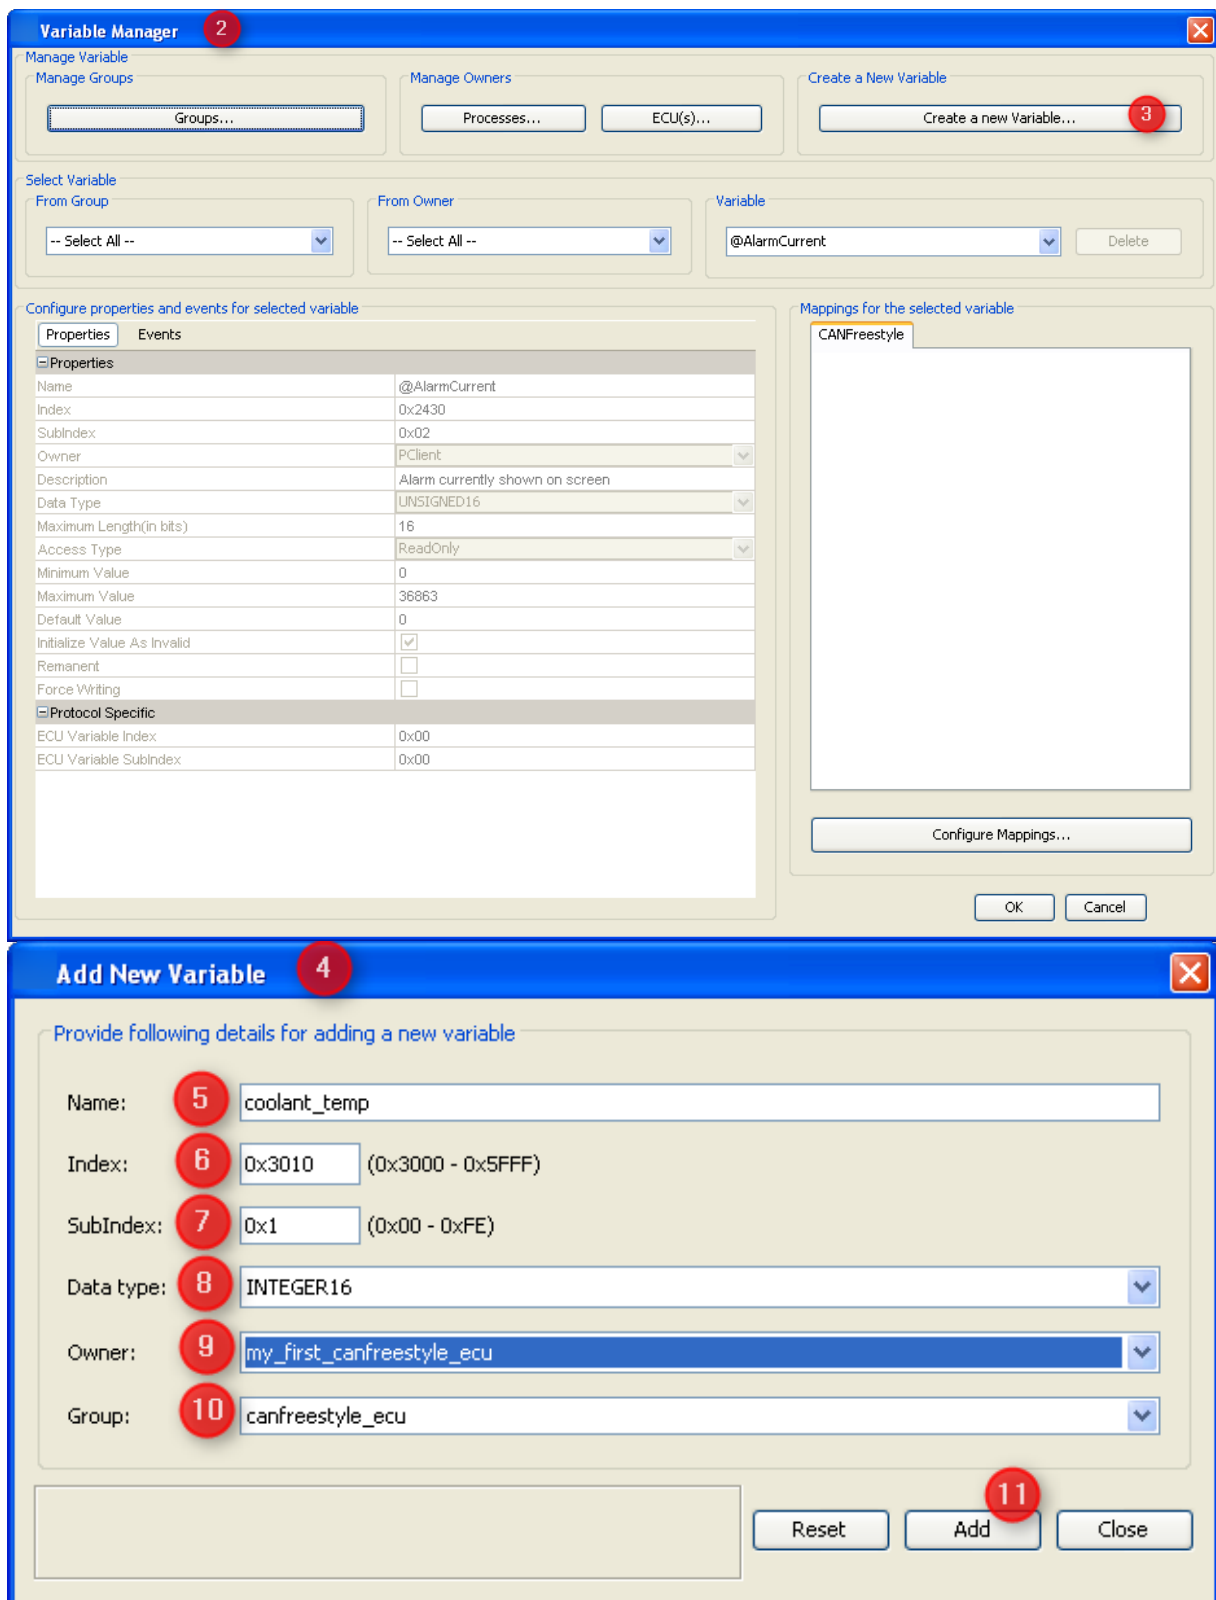 Variable Manager 2
Manage Variable
Manage Groups Manage Owners Create a New Variable
Groups... Processes... ECU(s)... Create a new Variable... 3
Select Variable
From Group From Owner Variable
-- Select All -- -- Select All -- @AlarmCurrent Delete
Configure properties and events for selected variable Mappings for the selected variable
Properties Events CANFreestyle
Properties
Name @AlarmCurrent
Index 0x2430
SubIndex 0x02
Owner PClient
Description Alarm currently shown on screen
Data Type UNSIGNED16
Maximum Length(in bits) 16
Access Type ReadOnly
Minimum Value 0
Maximum Value 36863
Default Value 0
Initialize Value As Invalid
Remanent
Force Writing
Protocol Specific
ECU Variable Index 0x00
ECU Variable SubIndex 0x00
Configure Mappings...
OK Cancel
Add New Variable 4
Provide following details for adding a new variable
Name: 5 coolant_temp
Index: 6 0x3010 (0x3000 - 0x5FFF)
SubIndex: 7 0x1 (0x00 - 0xFE)
Data type: 8 INTEGER16
Owner: 9 my_first_canfreestyle_ecu
Group: 10 canfreestyle_ecu
11
Reset Add Close